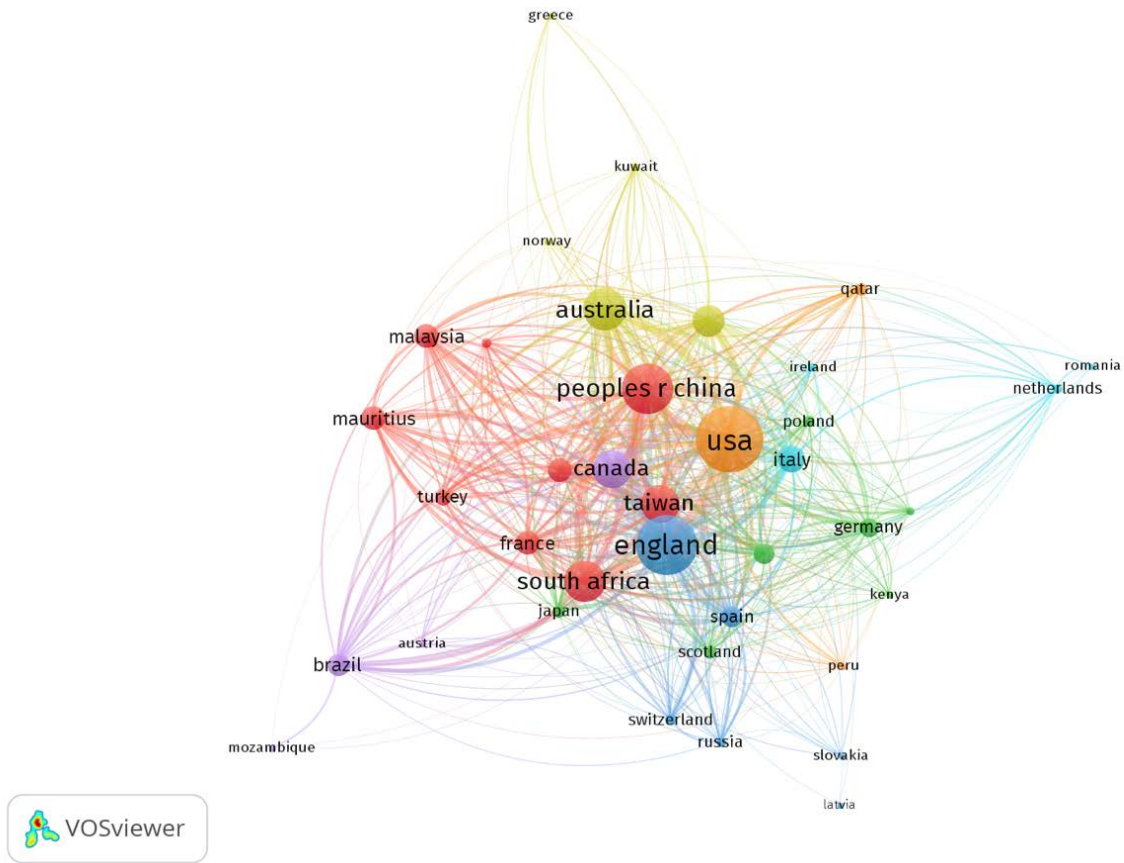 greece
kuwait
norway
qatar
australia
malaysia
ireland
romania
peoples r china
netherlands
mauritius
poland
usa
italy
canada
turkey
taiwan
germany
france
england
south africa
kenya
japan
spain
austria
scotland
brazil
peru
switzerland
russia
mozambique
slovakia
latvia
VOSviewer